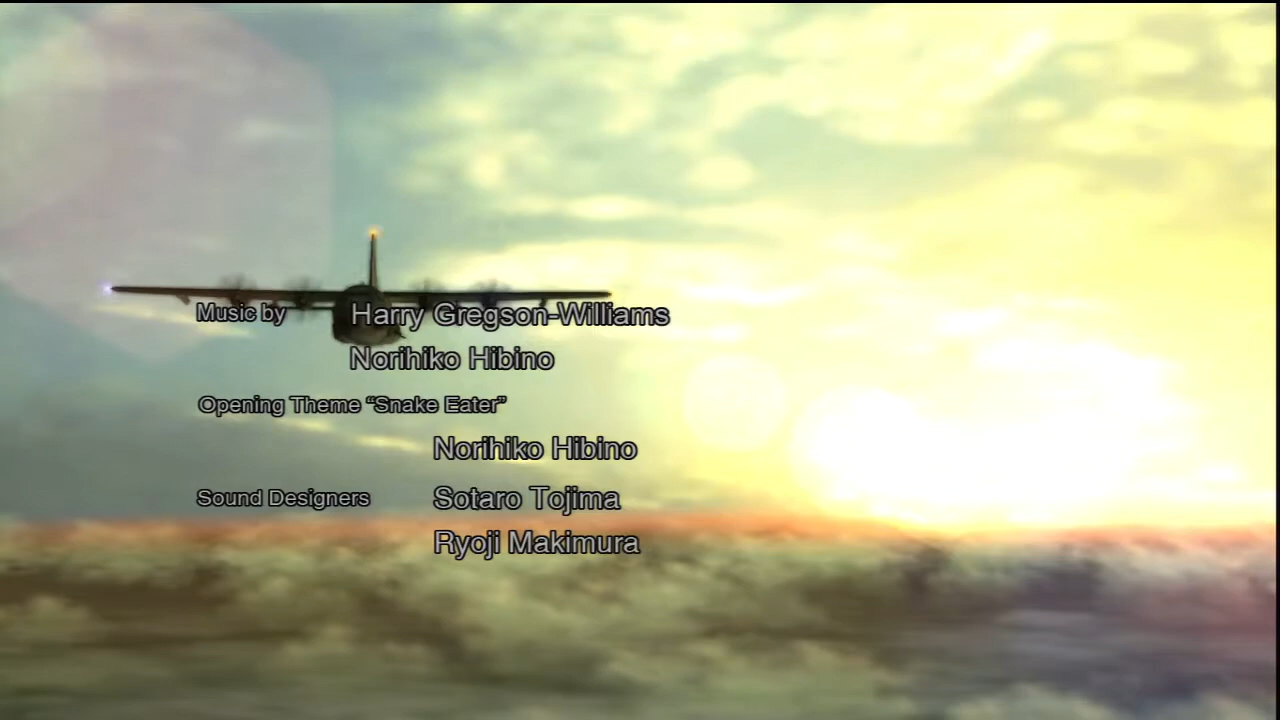 Music by Harry Gregson-Williams
Norihiko Hibino
Opening Theme “Snake Eater”
Norihiko Hibino
Sound Designers Sotaro Tojima
Ryoji Makimura